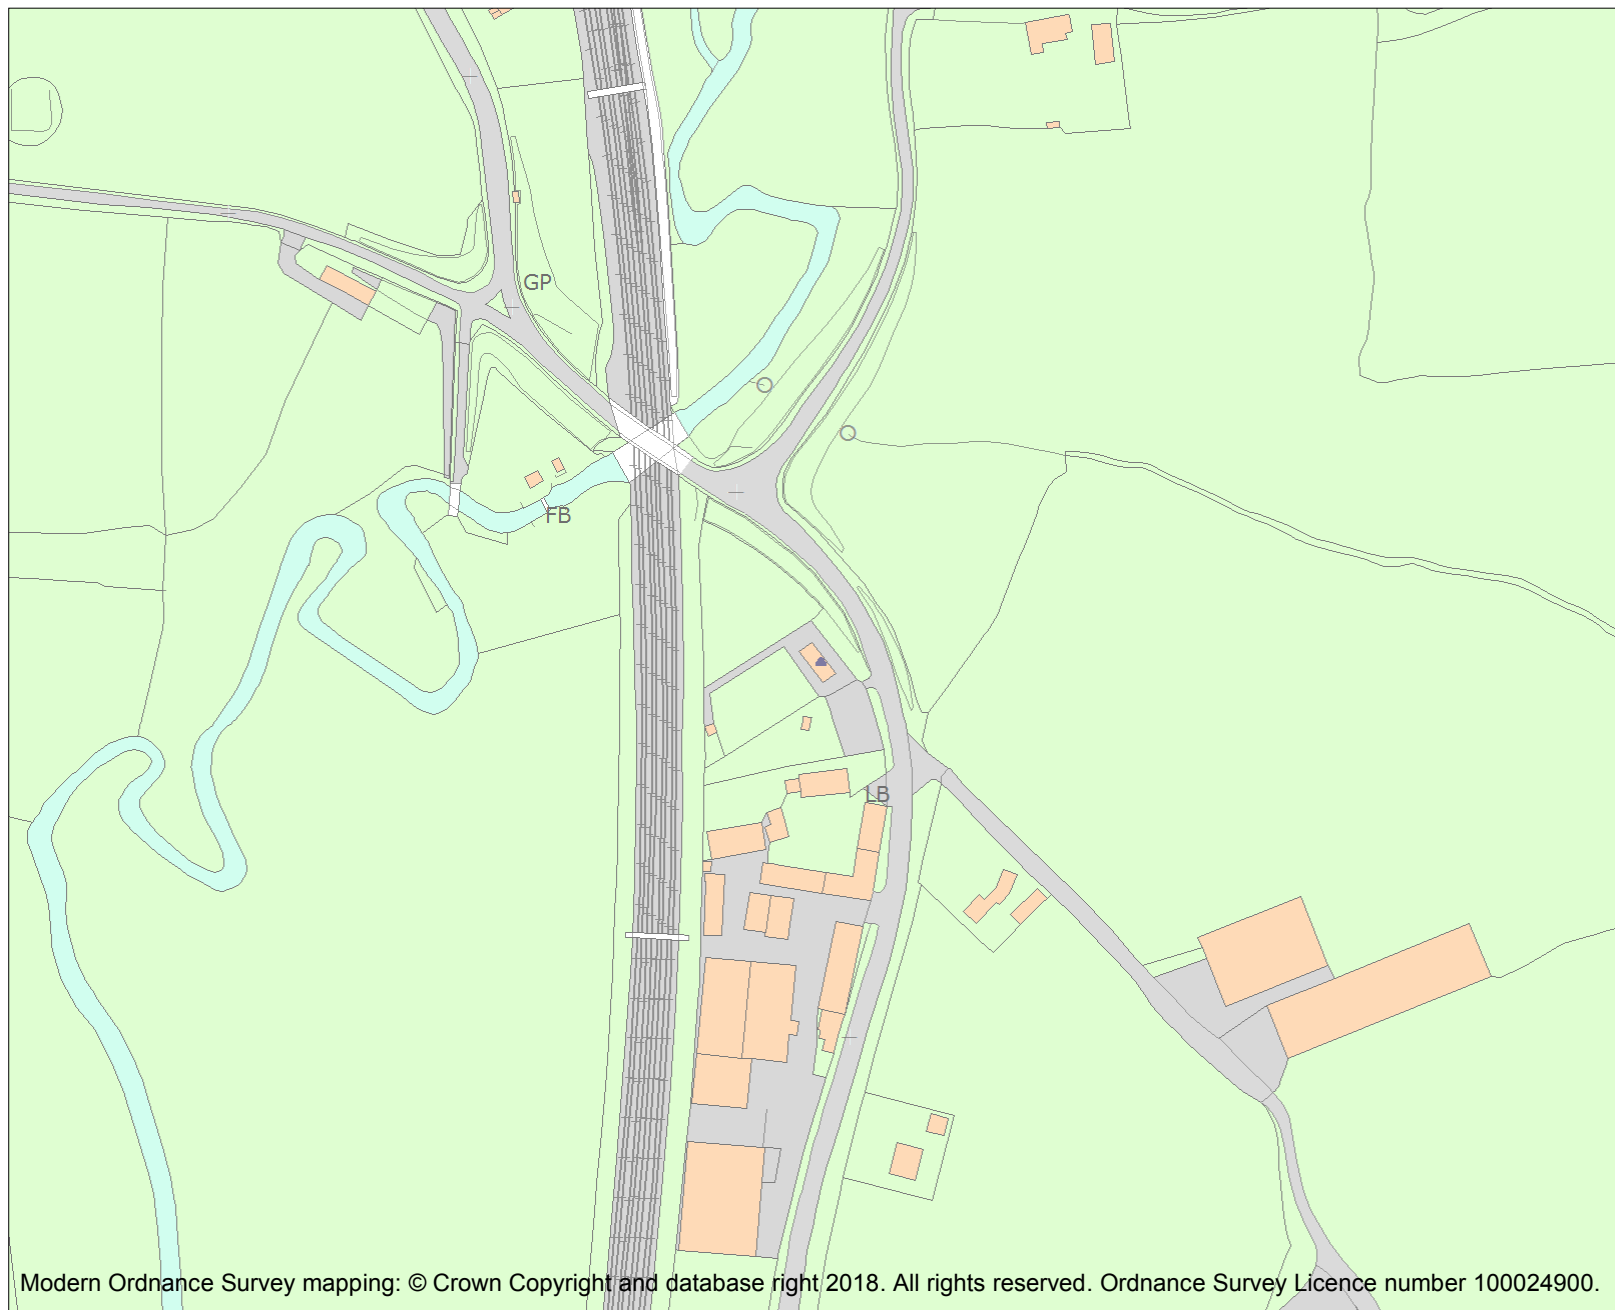 GP
FB
LB
Modern Ordnance Survey mapping: © Crown Copyright and database right 2018. All rights reserved. Ordnance Survey Licence number 100024900.